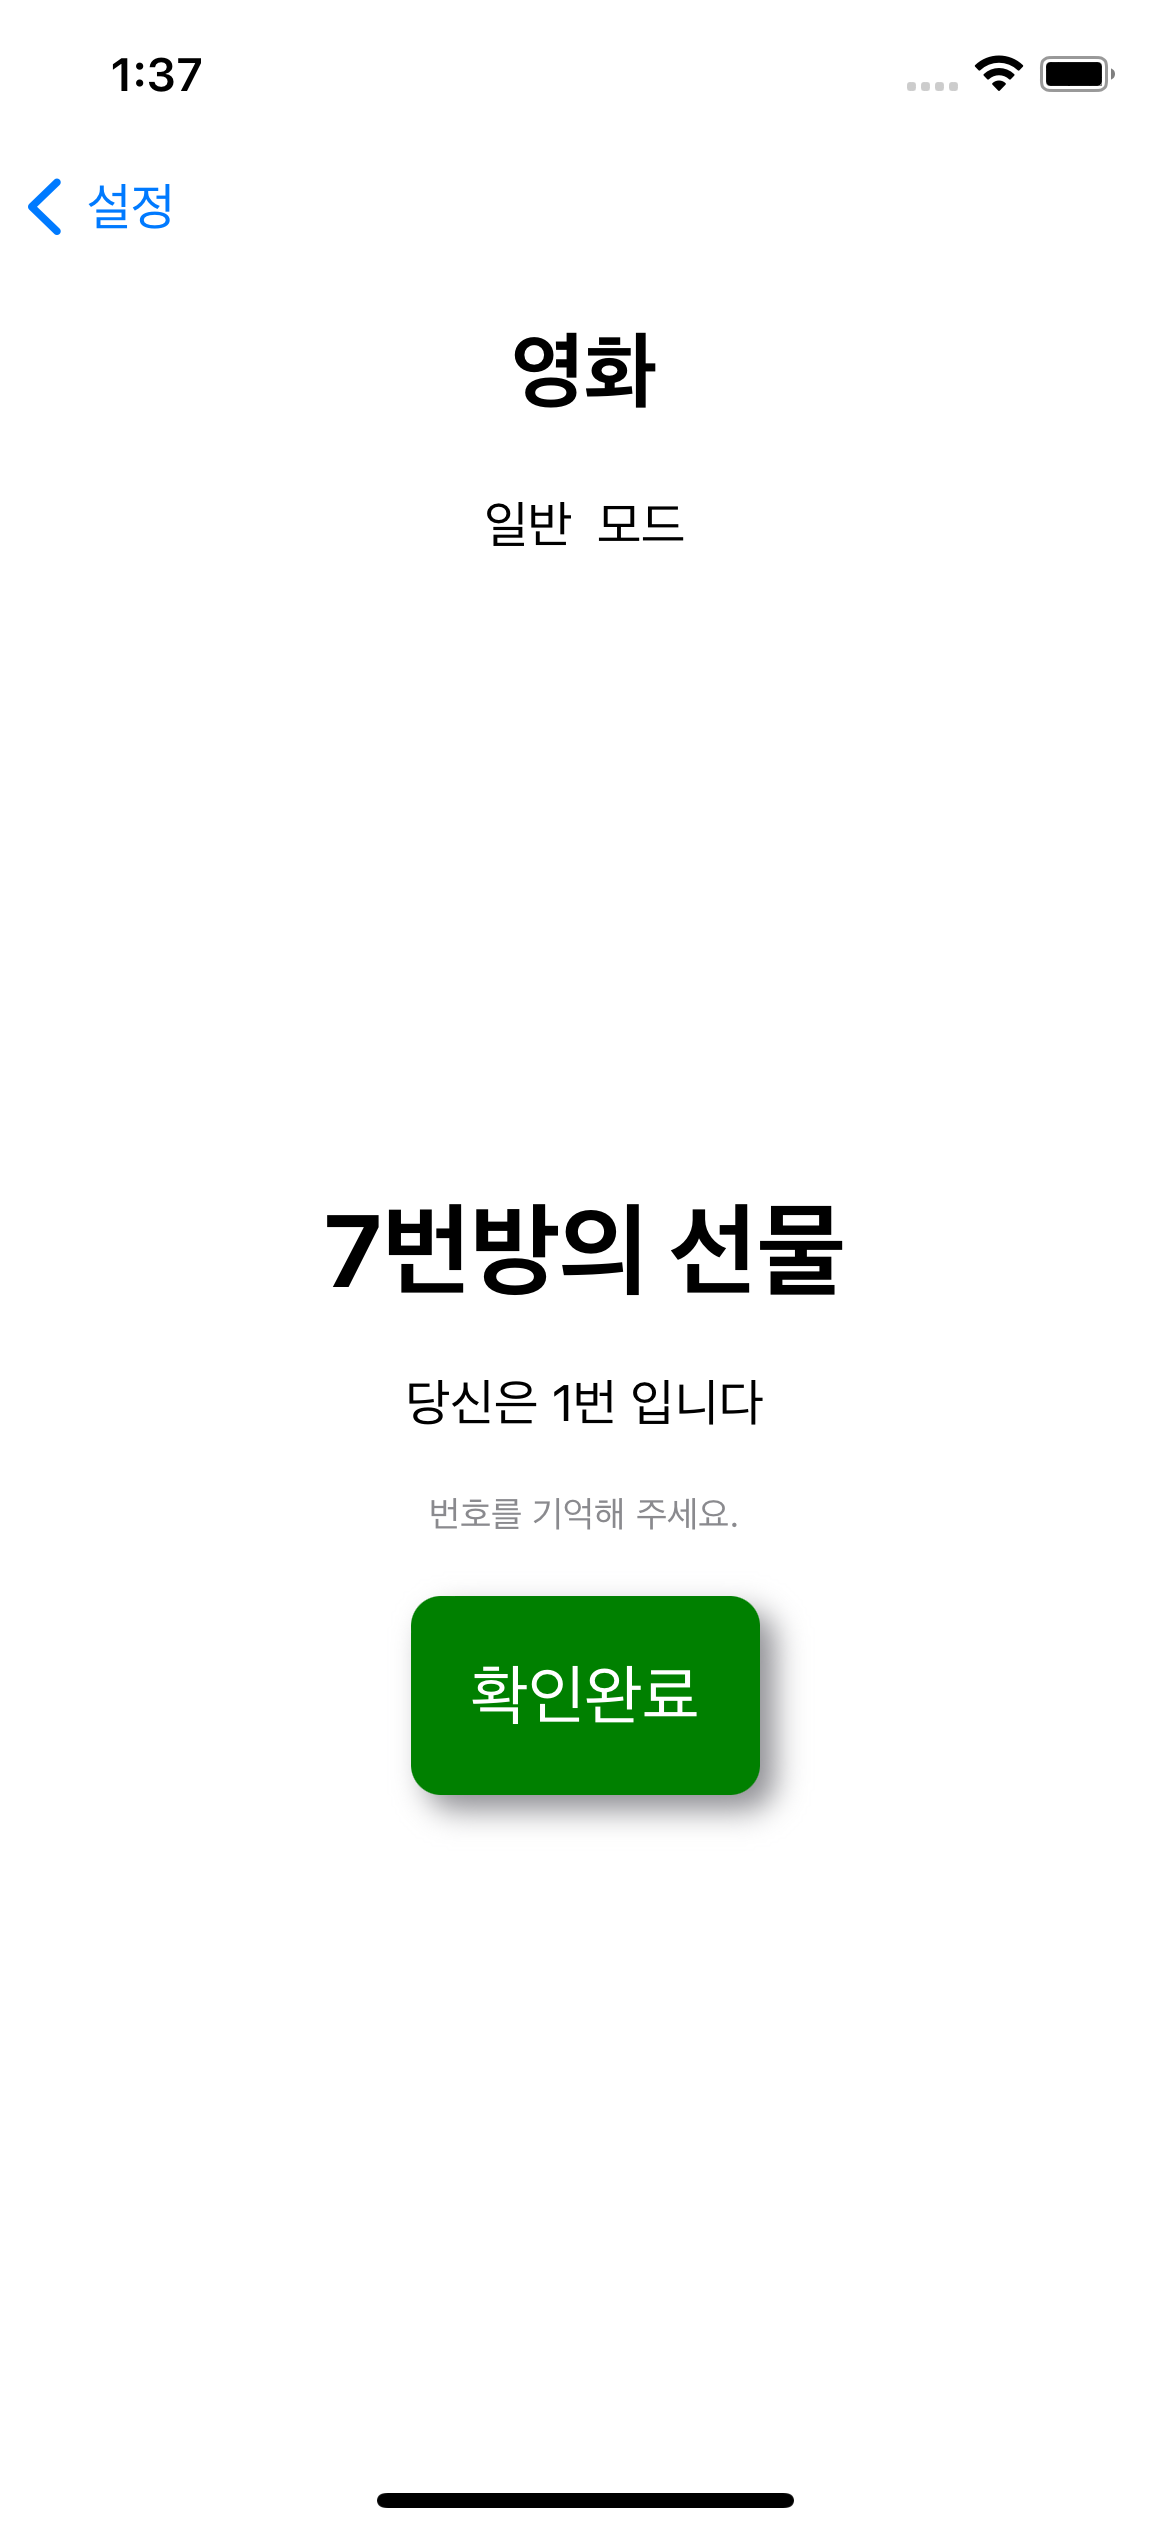 1:37
설정
영화
일반 모드
7번방의 선물
당신은 1번 입니다
번호를 기억해 주세요.
확인완료